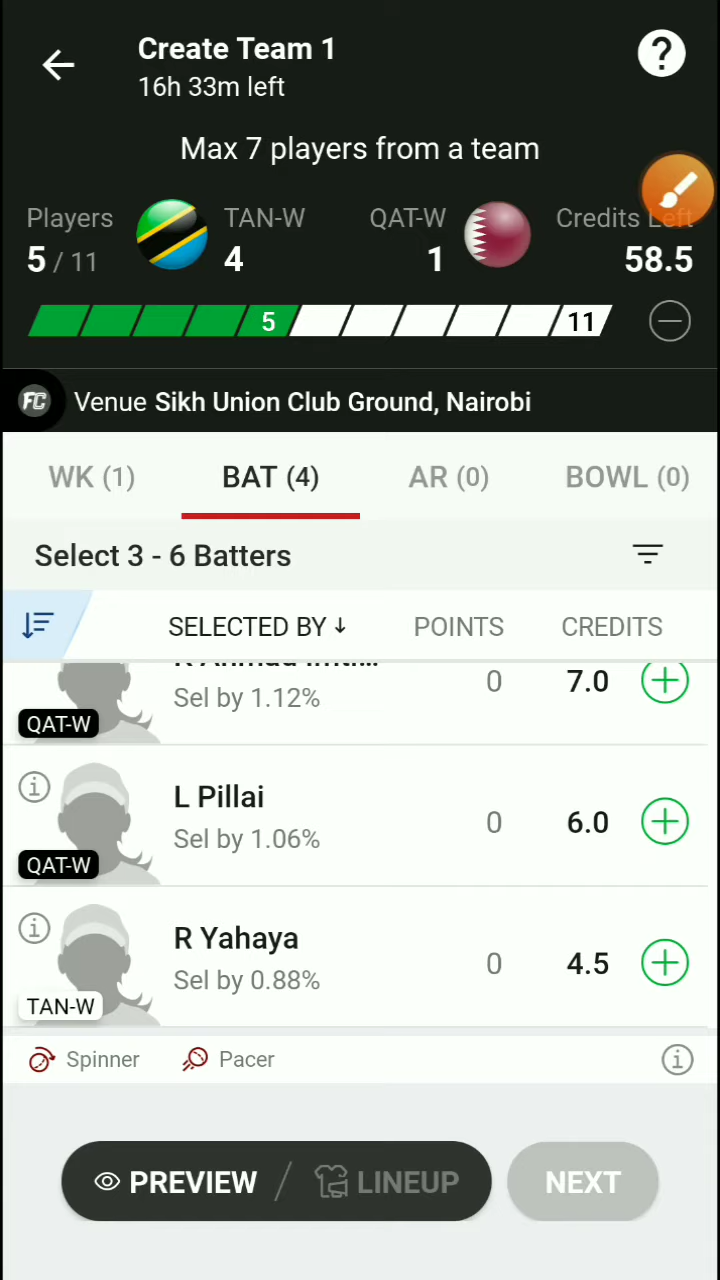 Create Team 1
16h 33m left
Max 7 players from a team
Players TAN-W QAT-W Credits Left
5 / 11 4 1 58.5
5 11
FC Venue Sikh Union Club Ground, Nairobi
WK (1) BAT (4) AR (0) BOWL (0)
Select 3 - 6 Batters
SELECTED BY ↓ POINTS CREDITS
Sel by 1.12% 0 7.0
QAT-W
L Pillai
Sel by 1.06% 0 6.0
QAT-W
R Yahaya
Sel by 0.88% 0 4.5
TAN-W
Spinner Pacer
PREVIEW / LINEUP NEXT